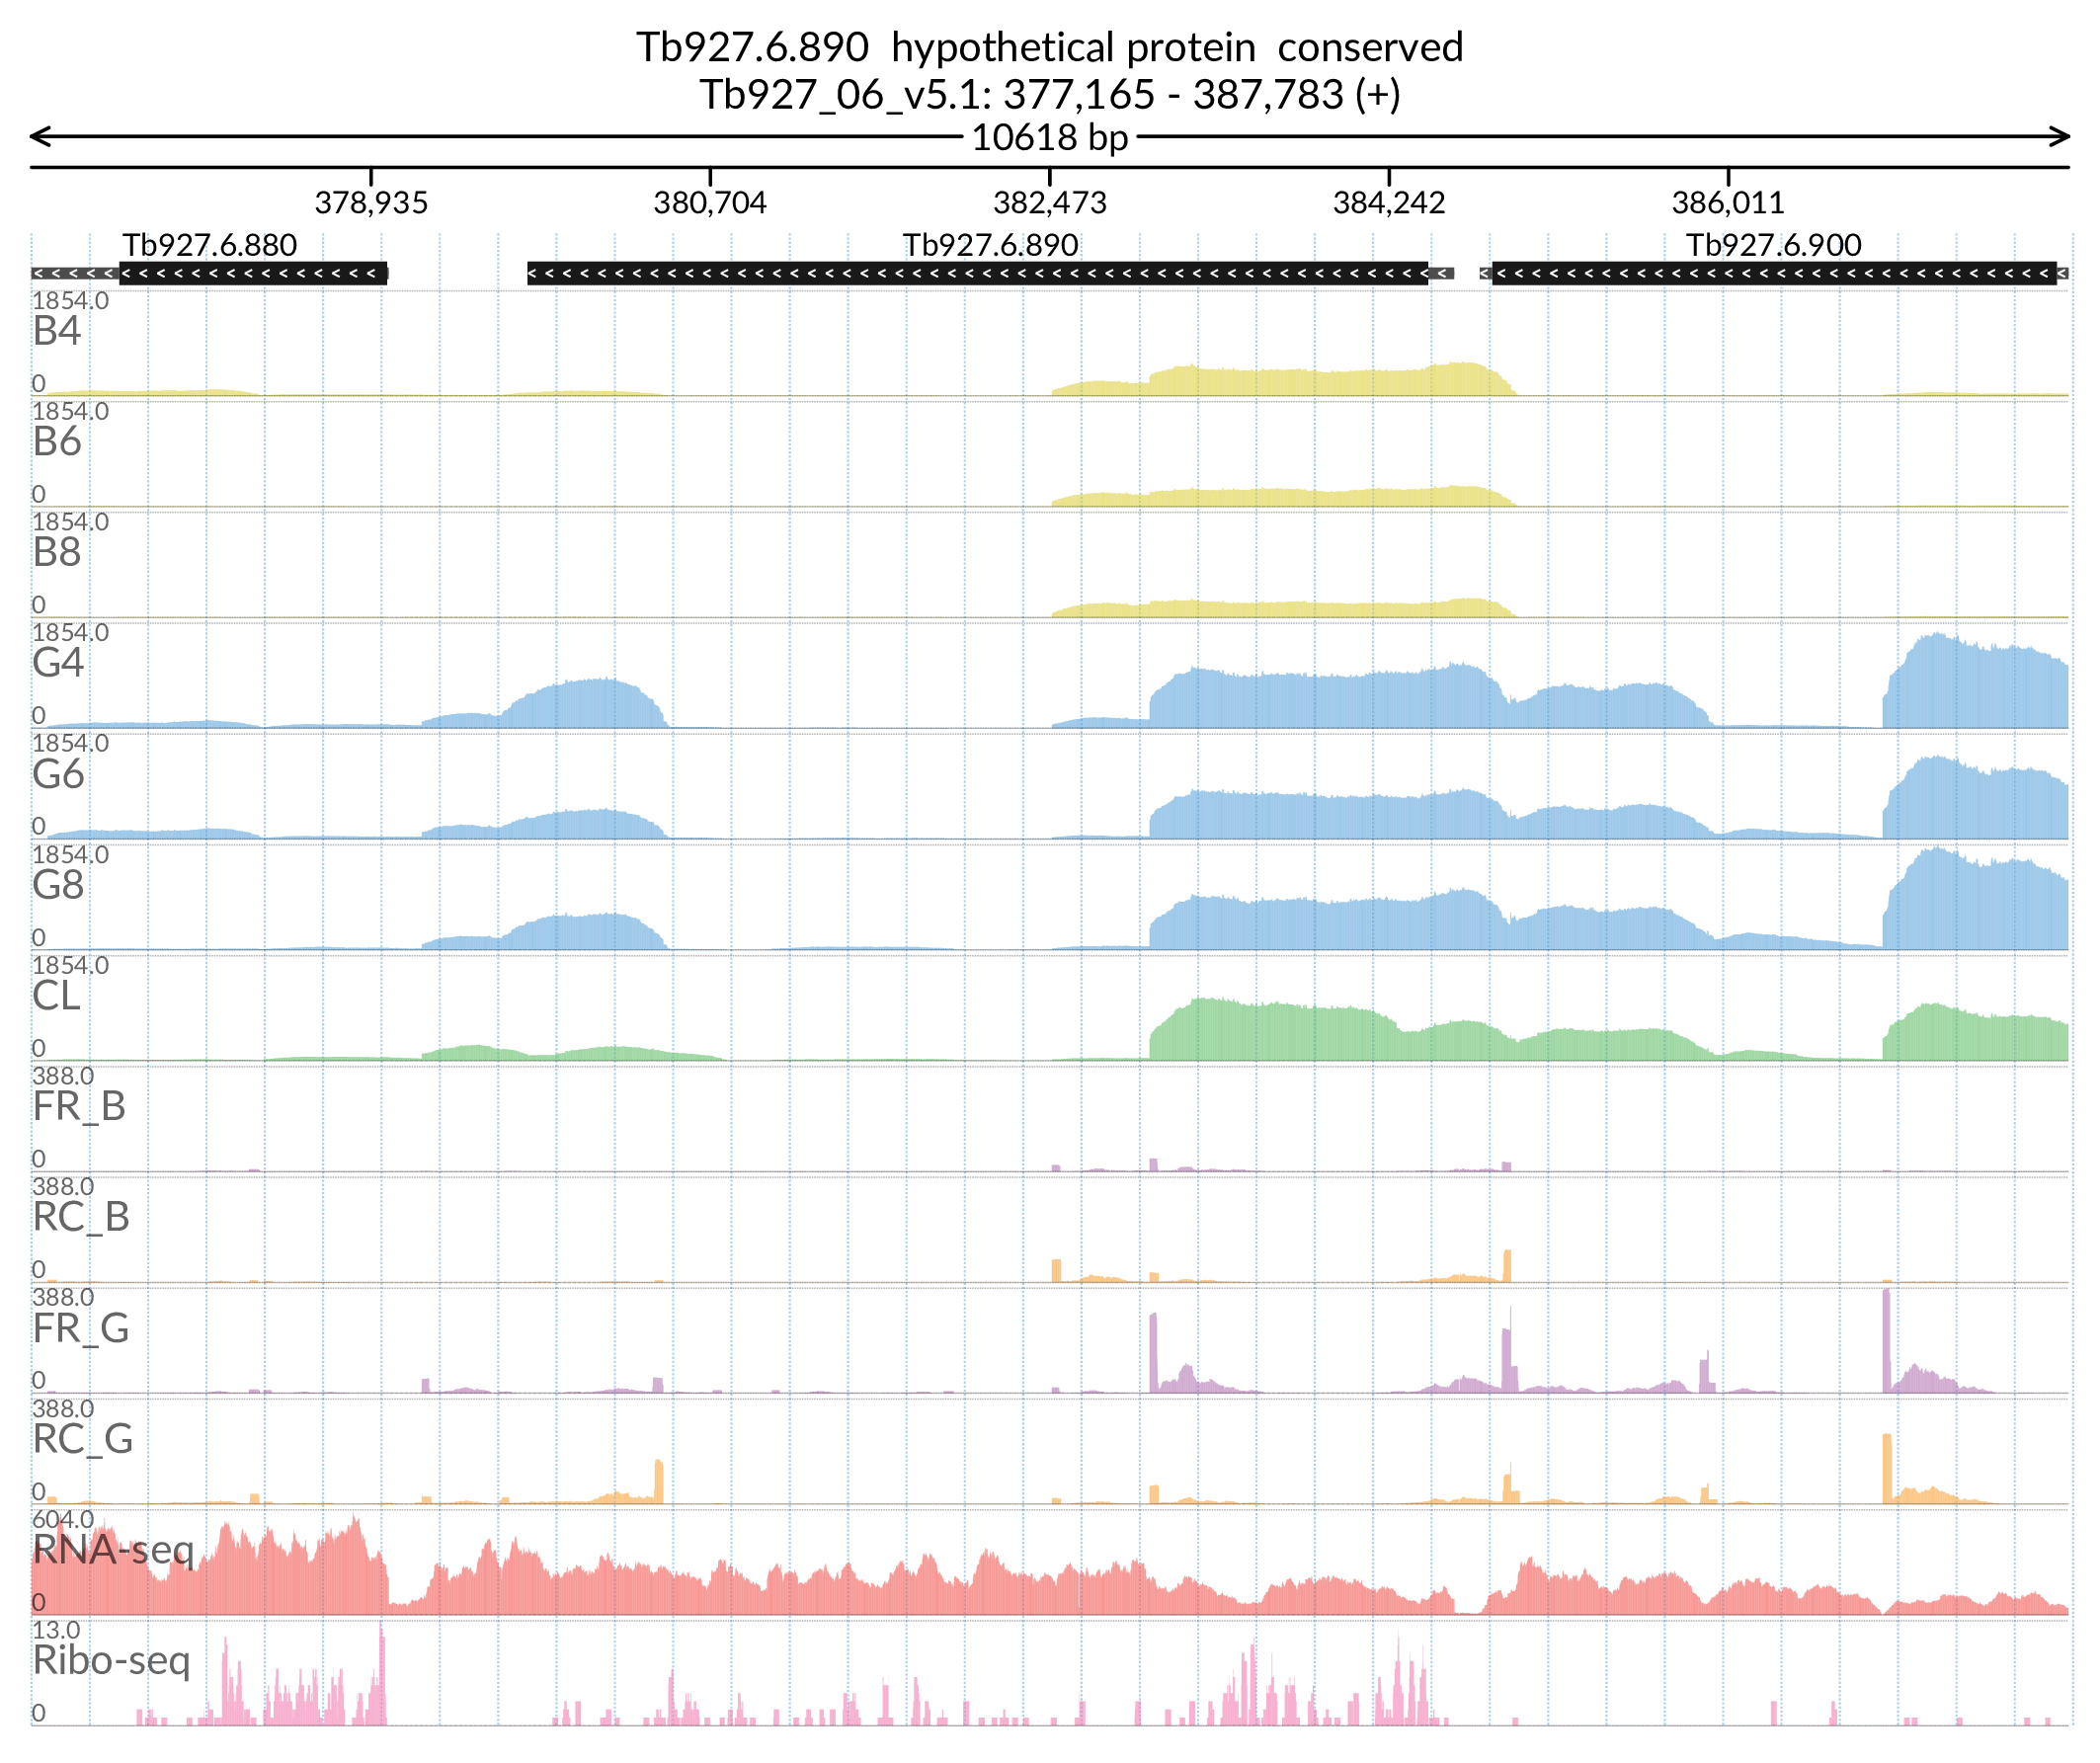 Tb927.6.890 hypothetical protein conserved
Tb927_06_v5.1: 377,165 - 387,783 (+)
10618 bp
378,935 380,704 382,473 384,242 386,011
Tb927.6.880 Tb927.6.890 Tb927.6.900
1854.0
B4
0
1854.0
B6
0
1854.0
B8
0
1854.0
G4
0
1854.0
G6
0
1854.0
G8
0
1854.0
CL
0
388.0
FR_B
0
388.0
RC_B
0
388.0
FR_G
0
388.0
RC_G
0
604.0
RNA-seq
0
13.0
Ribo-seq
0